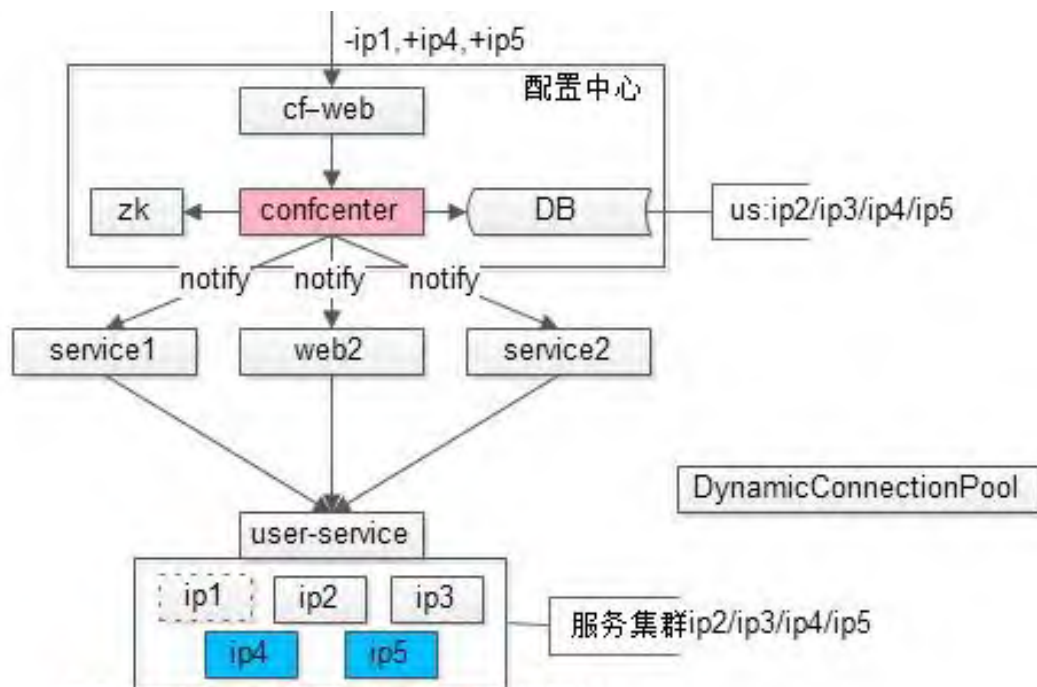 -ip1,+ip4,+ip5
配置中心
cf-web
zk
confcenter
DB
us:ip2/ip3/ip4/ip5
notify
notify
notify
service1
web2
service2
DynamicConnectionPool
user-service
ip1
ip2
ip3
服务集群ip2/ip3/ip4/ip5
ip4
ip5